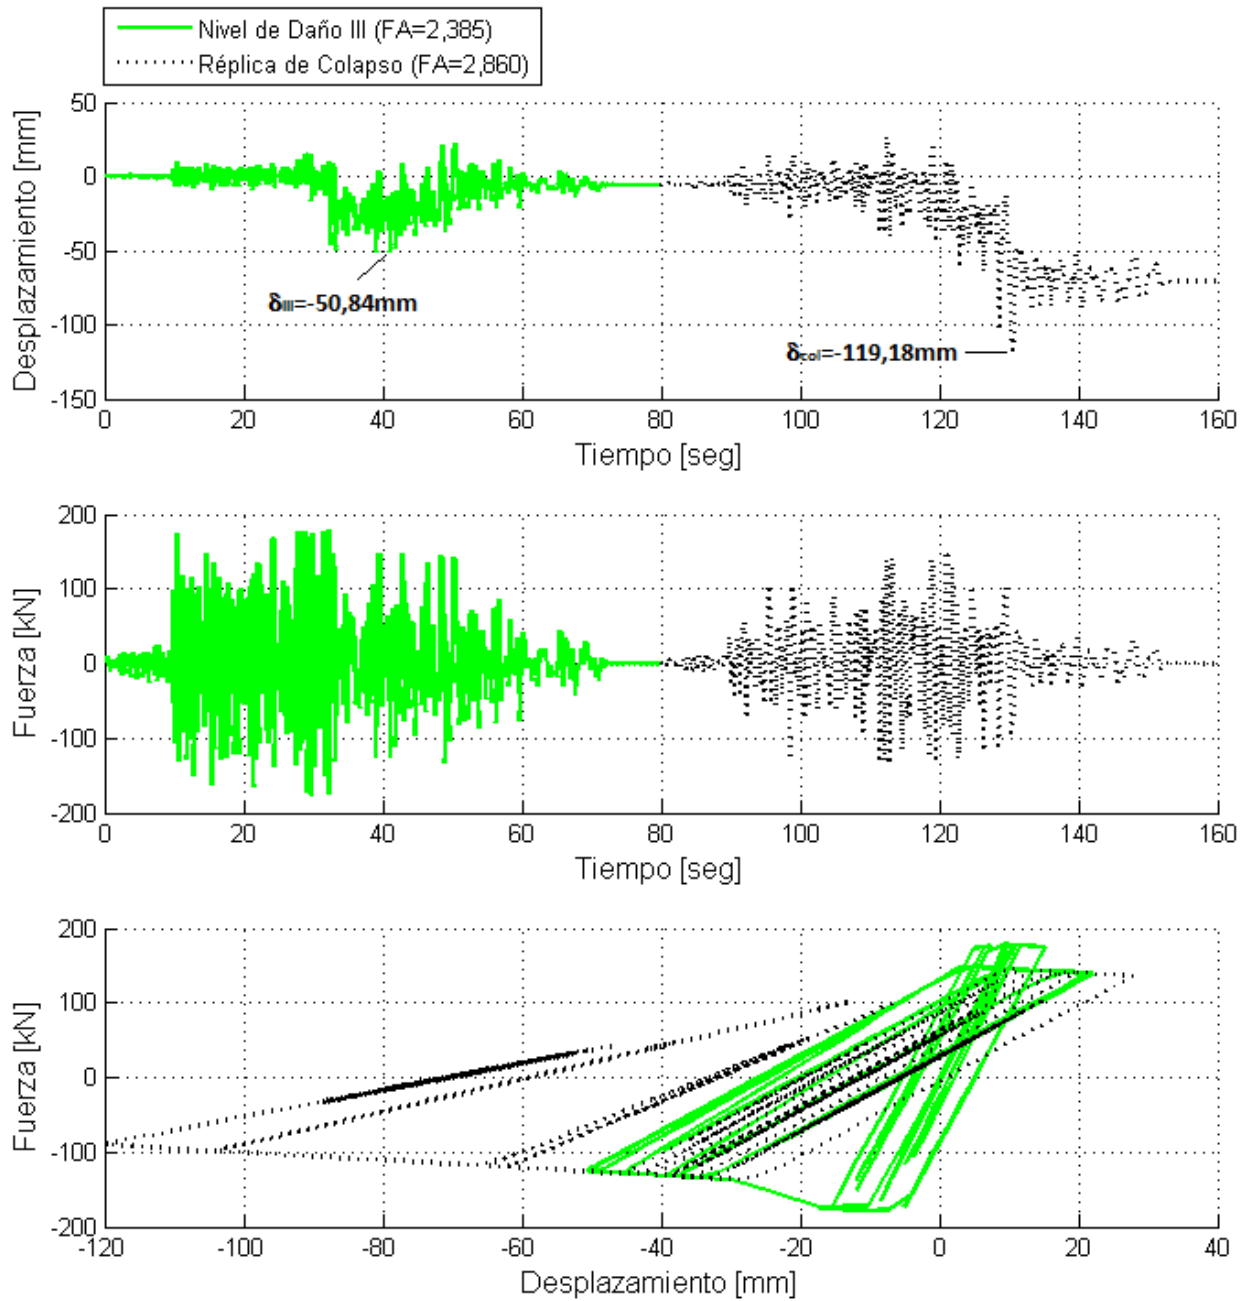 Nivel de Daño III (FA=2,385)
Réplica de Colapso (FA=2,860)
50
0
-50
-100
-150
Desplazamiento [mm]
δIII=-50,84mm
δcol=-119,18mm
0 20 40 60 80 100 120 140 160
Tiempo [seg]
200
100
0
-100
-200
Fuerza [kN]
0 20 40 60 80 100 120 140 160
Tiempo [seg]
200
100
0
-100
-200
Fuerza [kN]
-120 -100 -80 -60 -40 -20 0 20 40
Desplazamiento [mm]